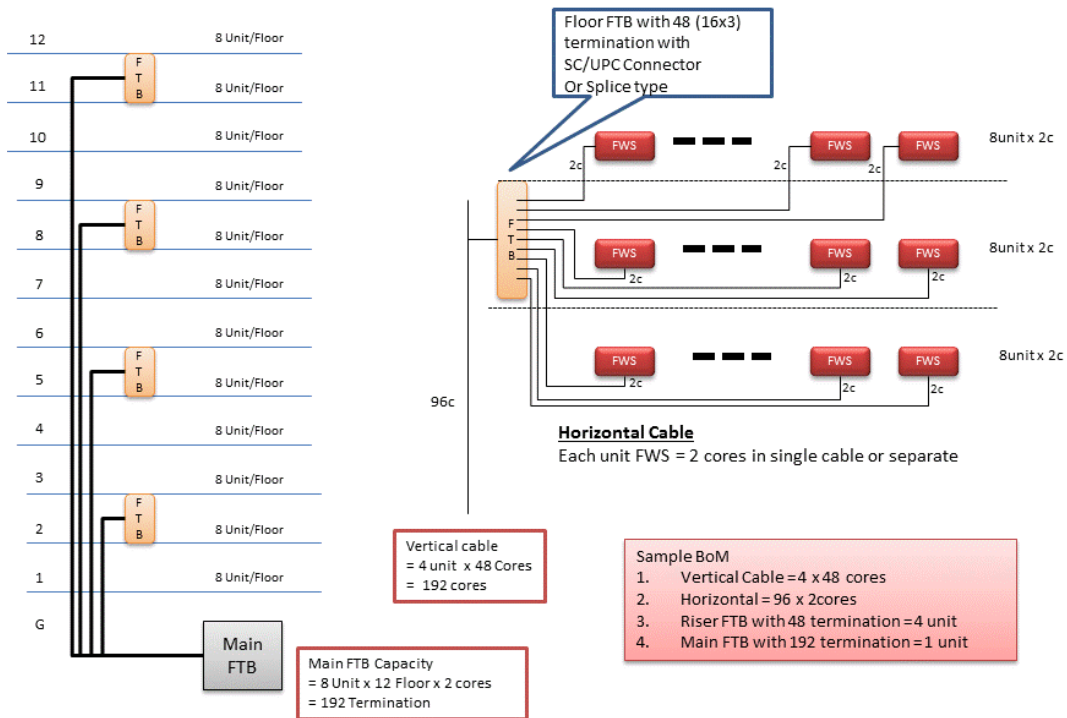 12 8 Unit/Floor
F
T
B
11 8 Unit/Floor
10 8 Unit/Floor
9 8 Unit/Floor
F
T
B
8 8 Unit/Floor
7 8 Unit/Floor
6 8 Unit/Floor
F
T
B
5 8 Unit/Floor
4 8 Unit/Floor
3 8 Unit/Floor
F
T
B
2 8 Unit/Floor
1 8 Unit/Floor
G
Main
FTB
Main FTB Capacity
= 8 Unit x 12 Floor x 2 cores
= 192 Termination
Floor FTB with 48 (16x3)
termination with
SC/UPC Connector
Or Splice type
FWS FWS FWS 8unit x 2c
2c 2c 2c
F
T
B
FWS FWS FWS 8unit x 2c
2c 2c 2c
FWS FWS FWS 8unit x 2c
2c 2c 2c
96c
Horizontal Cable
Each unit FWS = 2 cores in single cable or separate
Vertical cable
= 4 unit x 48 Cores
= 192 cores
Sample BoM
1. Vertical Cable = 4 x 48 cores
2. Horizontal = 96 x 2cores
3. Riser FTB with 48 termination =4 unit
4. Main FTB with 192 termination =1 unit